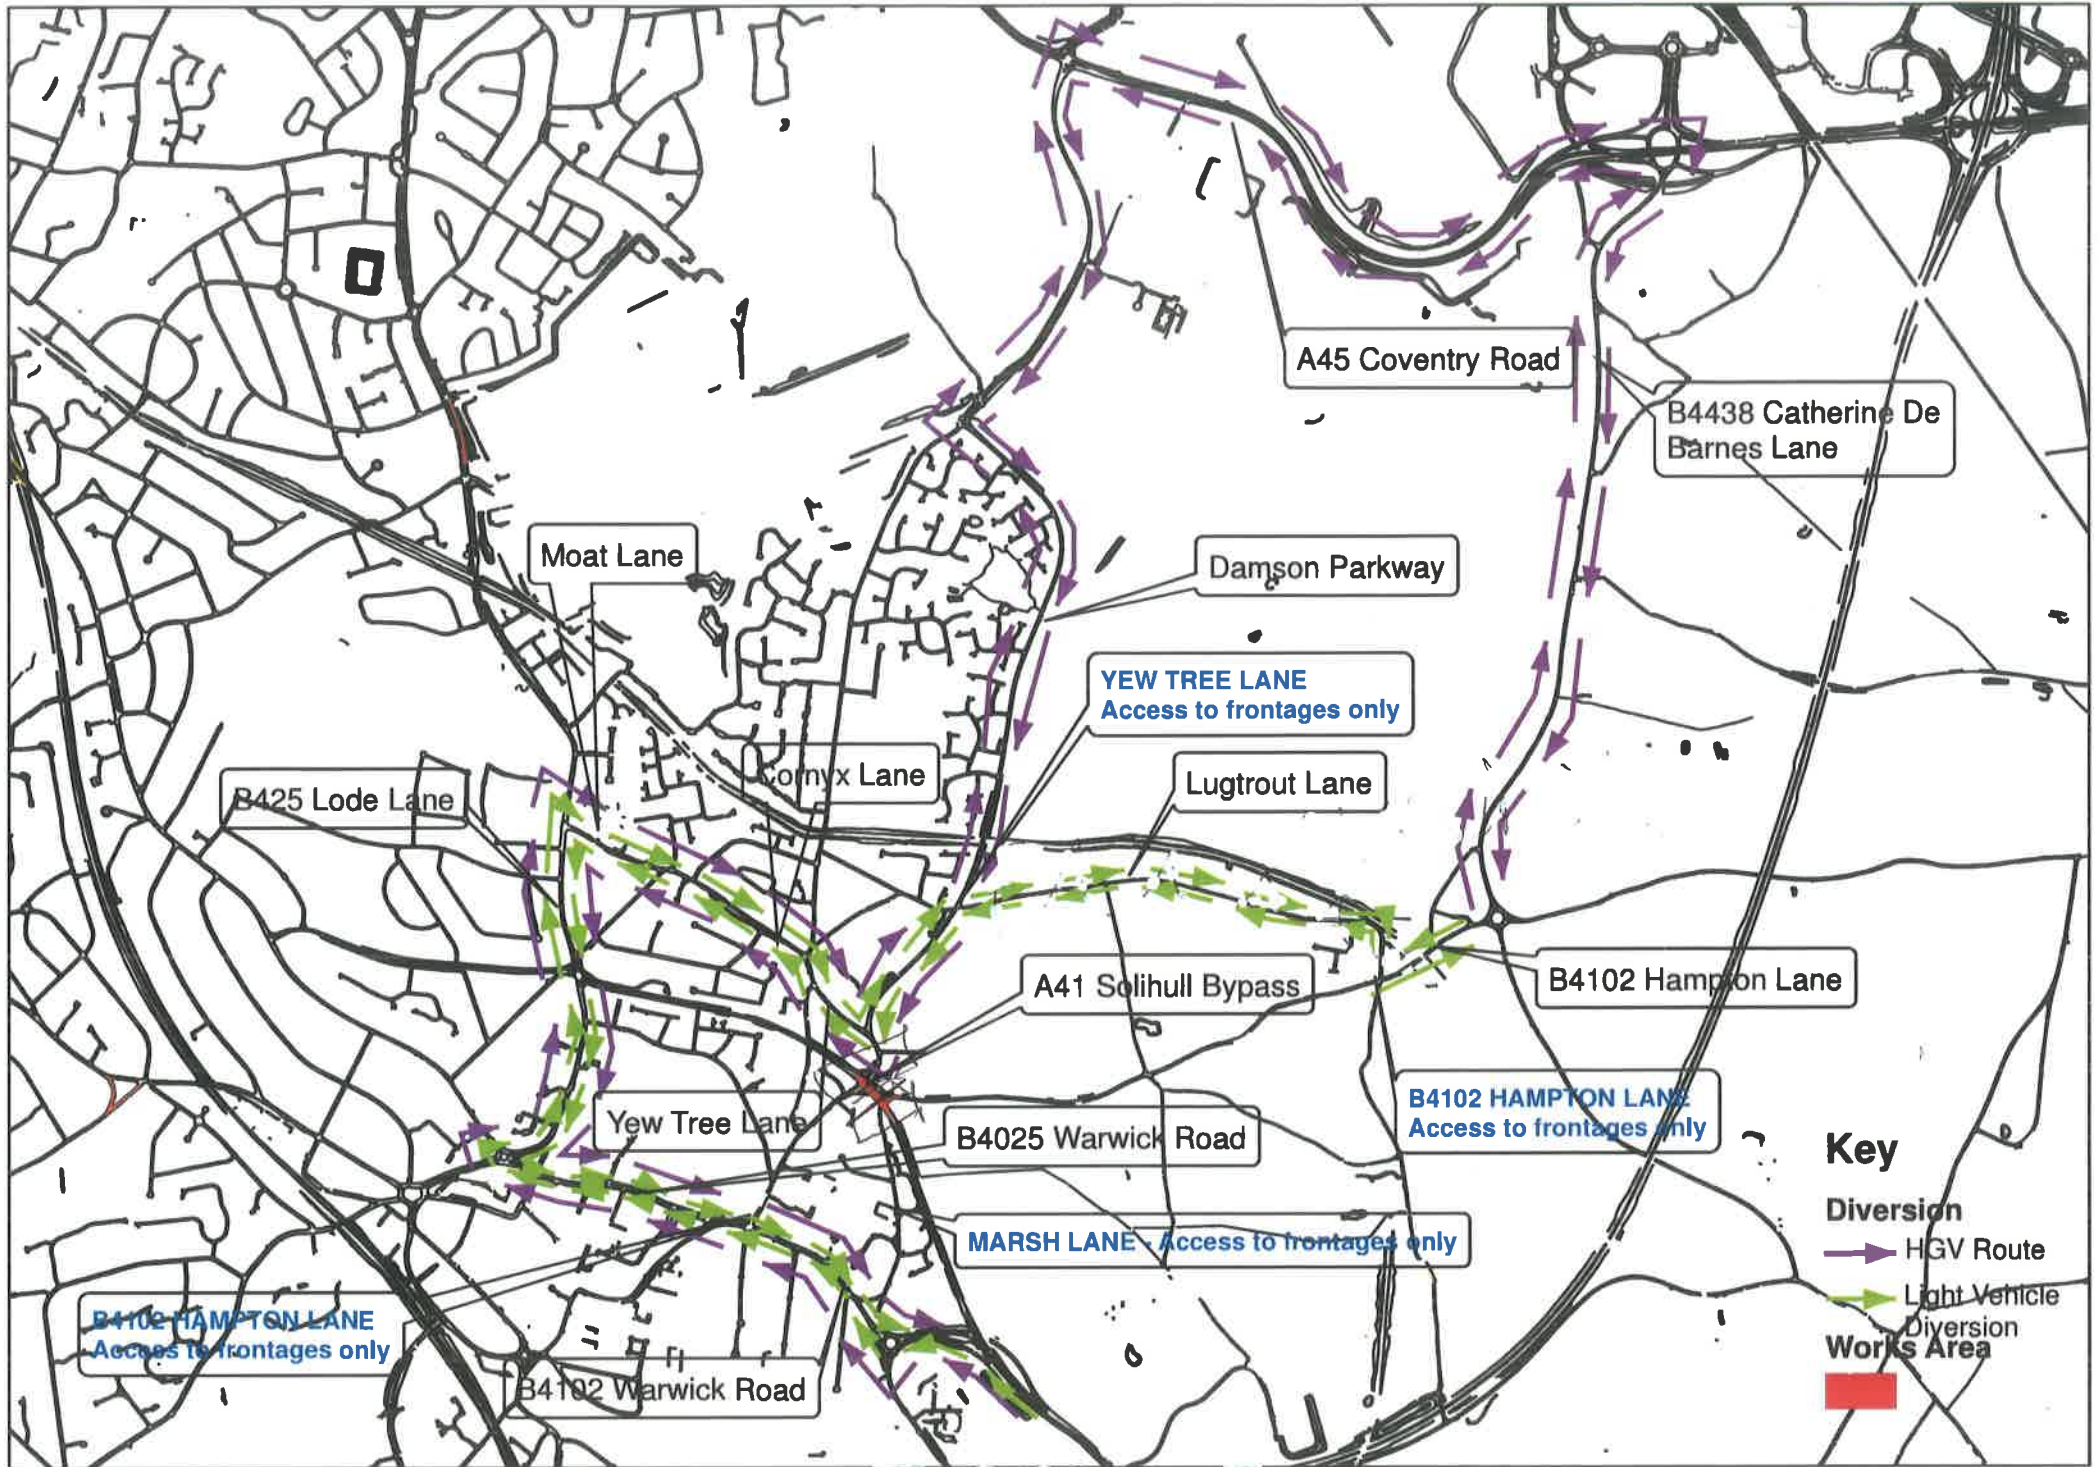 A45 Coventry Road
B4438 Catherine De
Barnes Lane
Moat Lane
Damson Parkway
YEW TREE LANE
Access to frontages only
Cornyx Lane
Lugtrout Lane
B425 Lode Lane
A41 Solihull Bypass
B4102 Hampton Lane
Yew Tree Lane
B4025 Warwick Road
B4102 HAMPTON LANE
Access to frontages only
MARSH LANE - Access to frontages only
B4102 HAMPTON LANE
Access to frontages only
B4102 Warwick Road
Key
Diversion
HGV Route
Light Vehicle
Diversion
Works Area